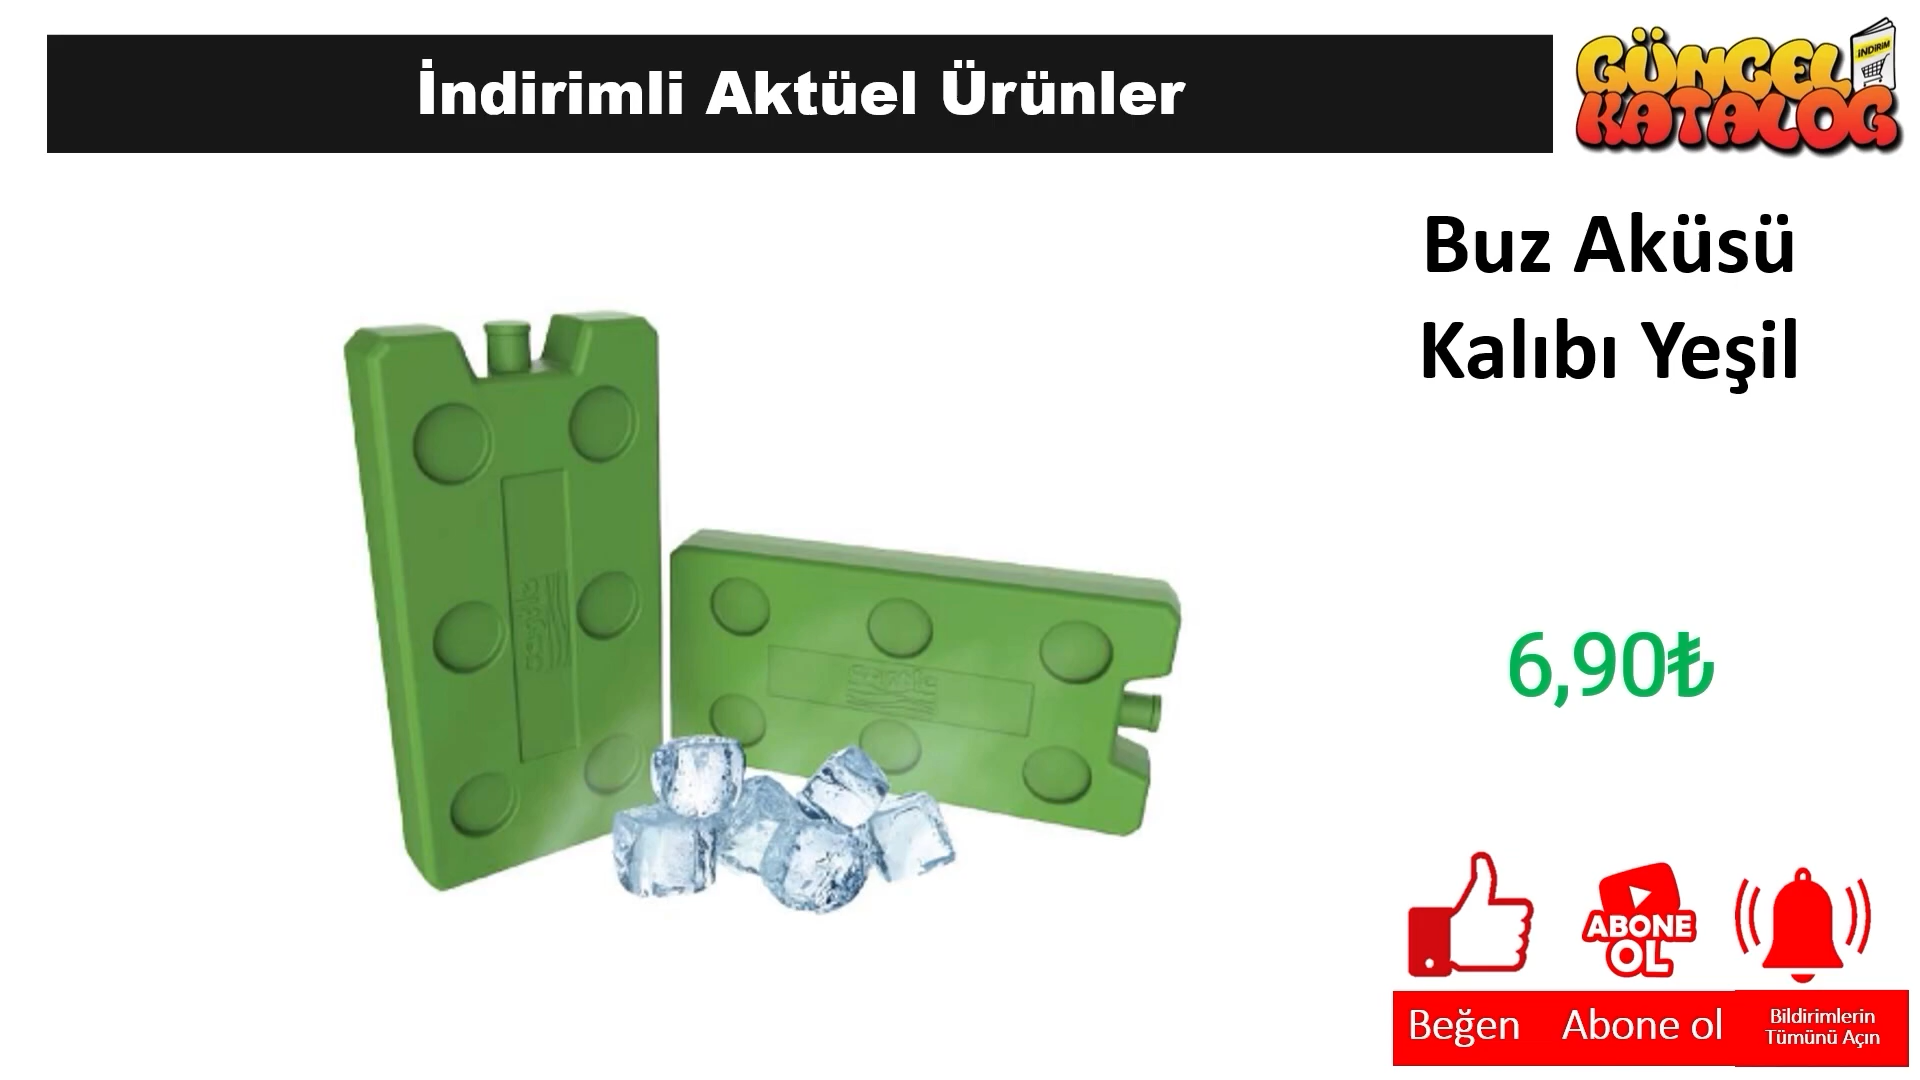 İndirimli Aktüel Ürünler
GÜNCEL
İNDİRİM
KATALOG
Buz Aküsü
Kalıbı Yeşil
6,90₺
ABONE
OL
Beğen
Abone ol
Bildirimlerin
Tümünü Açın